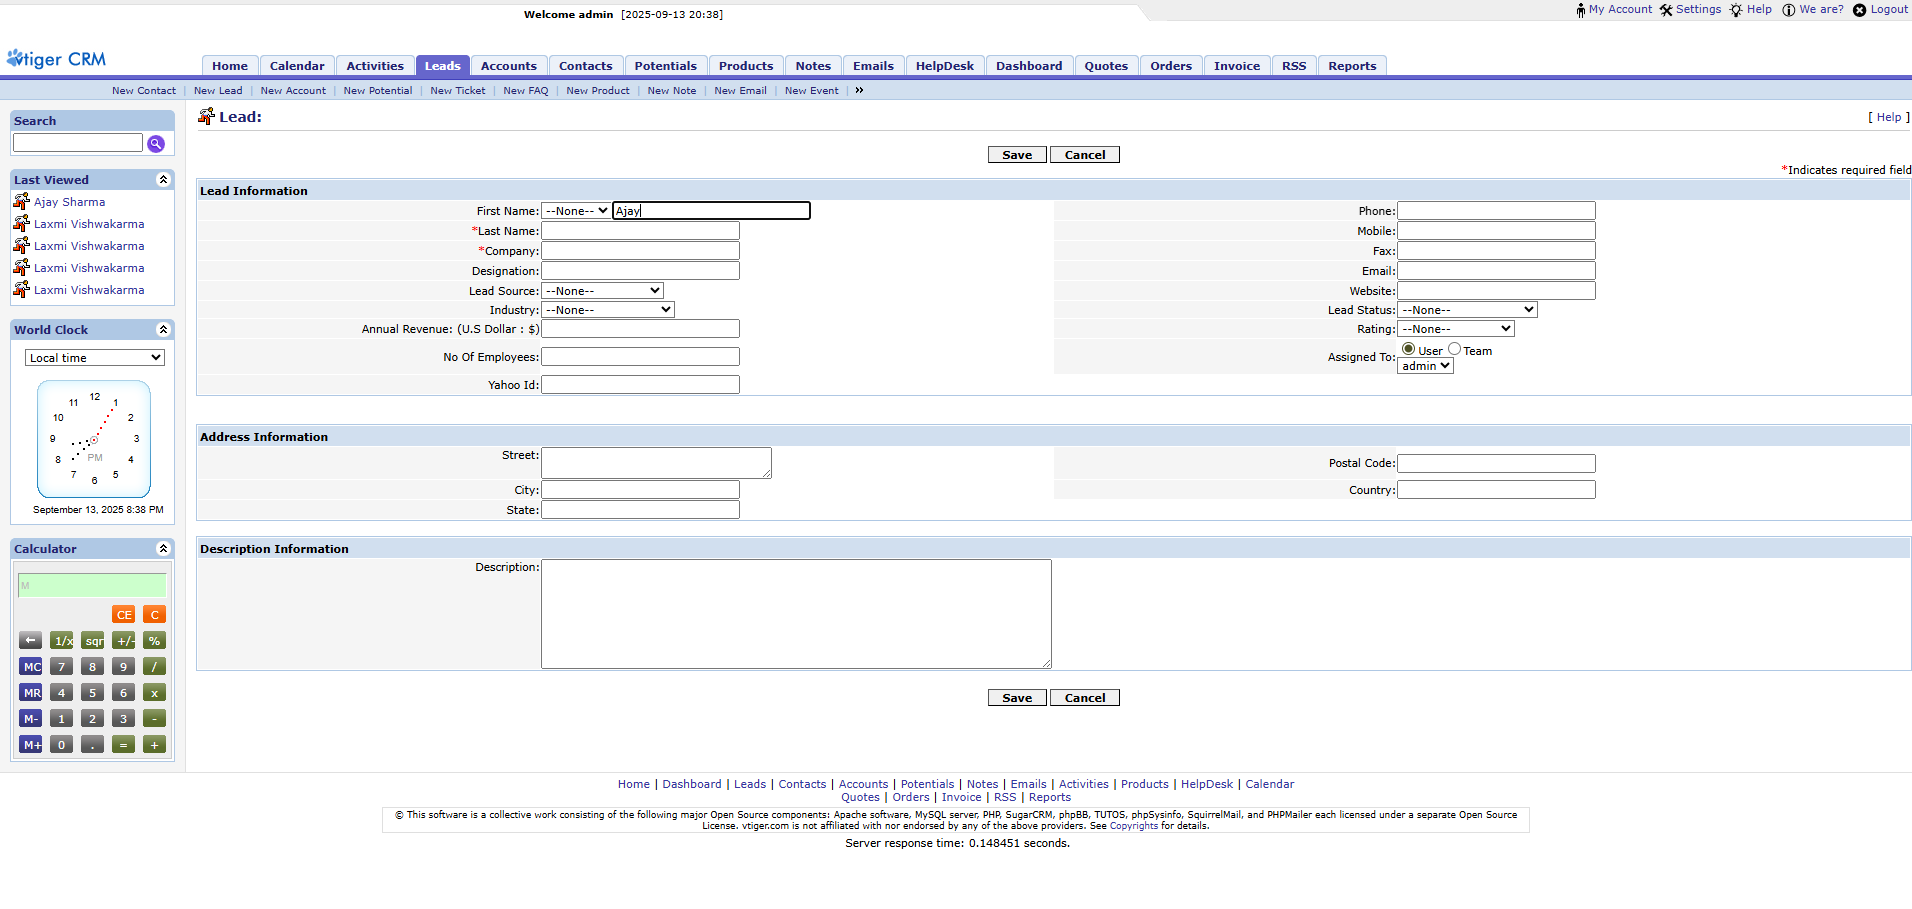 Welcome admin [2025-09-13 20:38]
My Account Settings Help We are? Logout
vtiger CRM
Home Calendar Activities Leads Accounts Contacts Potentials Products Notes Emails HelpDesk Dashboard Quotes Orders Invoice RSS Reports
New Contact | New Lead | New Account | New Potential | New Ticket | New FAQ | New Product | New Note | New Email | New Event | »
Search
Last Viewed
Ajay Sharma
Laxmi Vishwakarma
Laxmi Vishwakarma
Laxmi Vishwakarma
Laxmi Vishwakarma
World Clock
Local time
12
1
2
3
4
5
6
7
8
9
10
11
PM
September 13, 2025 8:38 PM
Calculator
M
CE C
← 1/x sqr +/- %
MC 7 8 9 /
MR 4 5 6 x
M- 1 2 3 -
M+ 0 . = +
Lead:
[ Help ]
Save Cancel
*Indicates required field
Lead Information
First Name: --None-- Ajay
Phone:
*Last Name:
Mobile:
*Company:
Fax:
Designation:
Email:
Lead Source: --None--
Website:
Industry: --None--
Lead Status: --None--
Annual Revenue: (U.S Dollar : $)
Rating: --None--
No Of Employees:
Assigned To: User Team
admin
Yahoo Id:
Address Information
Street:
Postal Code:
City:
Country:
State:
Description Information
Description:
Save Cancel
Home | Dashboard | Leads | Contacts | Accounts | Potentials | Notes | Emails | Activities | Products | HelpDesk | Calendar
Quotes | Orders | Invoice | RSS | Reports
© This software is a collective work consisting of the following major Open Source components: Apache software, MySQL server, PHP, SugarCRM, phpBB, TUTOS, phpSysinfo, SquirrelMail, and PHPMailer each licensed under a separate Open Source
License. vtiger.com is not affiliated with nor endorsed by any of the above providers. See Copyrights for details.
Server response time: 0.148451 seconds.